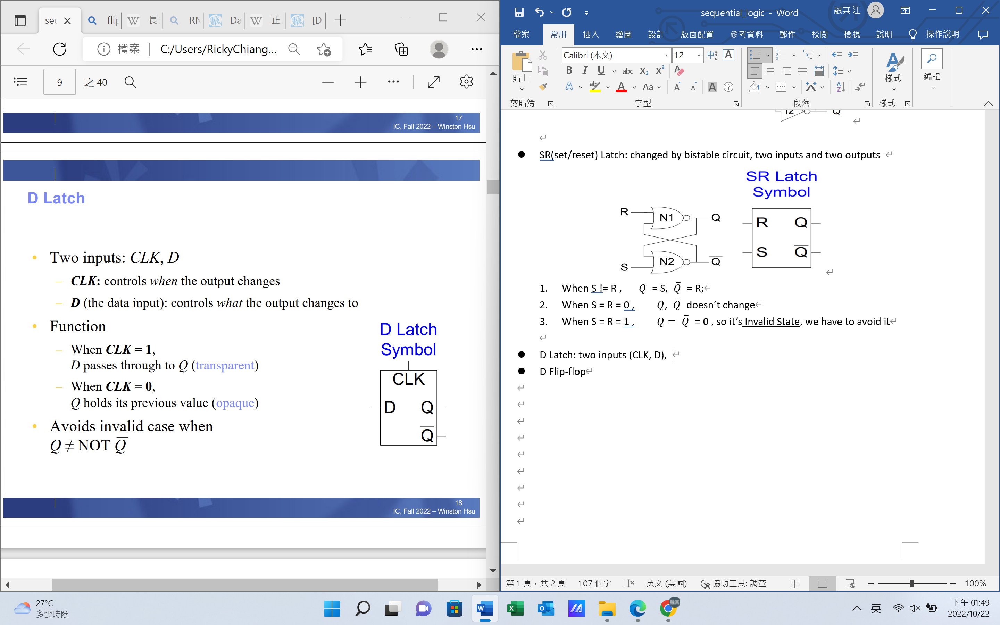 sec
flip
長
RN
Da
正
[D
檔案
C:/Users/RickyChiang...
9
之 40
17
IC, Fall 2022 – Winston Hsu
D Latch
• Two inputs: CLK, D
– CLK: controls when the output changes
– D (the data input): controls what the output changes to
• Function
– When CLK = 1,
D passes through to Q (transparent)
– When CLK = 0,
Q holds its previous value (opaque)
• Avoids invalid case when
Q ≠ NOT Q̅
D Latch
Symbol
CLK
D Q
Q̅
18
IC, Fall 2022 – Winston Hsu
sequential_logic - Word
融其 江
檔案 常用 插入 繪圖 設計 版面配置 參考資料 郵件 校閱 檢視 說明 操作說明
貼上
Calibri (本文) 12
B I U abc X₂ X²
Aa
樣式
編輯
剪貼簿 字型 段落 樣式
I2 Q
● SR(set/reset) Latch: changed by bistable circuit, two inputs and two outputs
SR Latch
Symbol
R N1 Q
S N2 Q̅
R Q
S Q̅
1. When S != R , Q = S, Q̅ = R;
2. When S = R = 0 , Q, Q̅ doesn’t change
3. When S = R = 1 , Q = Q̅ = 0 , so it’s Invalid State, we have to avoid it
● D Latch: two inputs (CLK, D),
● D Flip-flop
第 1 頁，共 2 頁 107 個字 英文 (美國) 協助工具: 調查 100%
27°C
多雲時陰
英
下午 01:49
2022/10/22